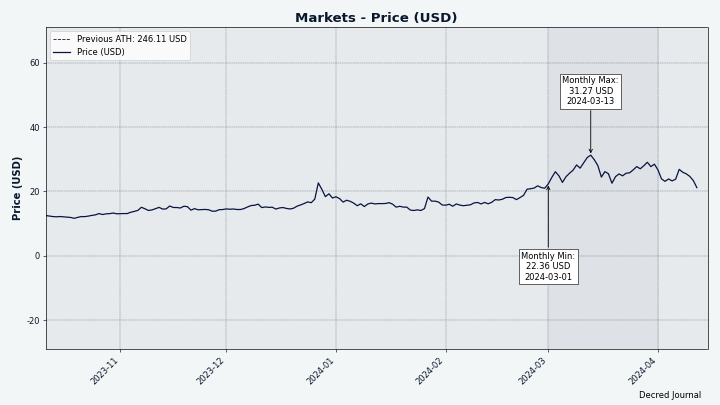 Markets - Price (USD)
Previous ATH: 246.11 USD
Price (USD)
Monthly Max:
31.27 USD
2024-03-13
Monthly Min:
22.36 USD
2024-03-01
Price (USD)
60
40
20
0
-20
2023-11
2023-12
2024-01
2024-02
2024-03
2024-04
Decred Journal